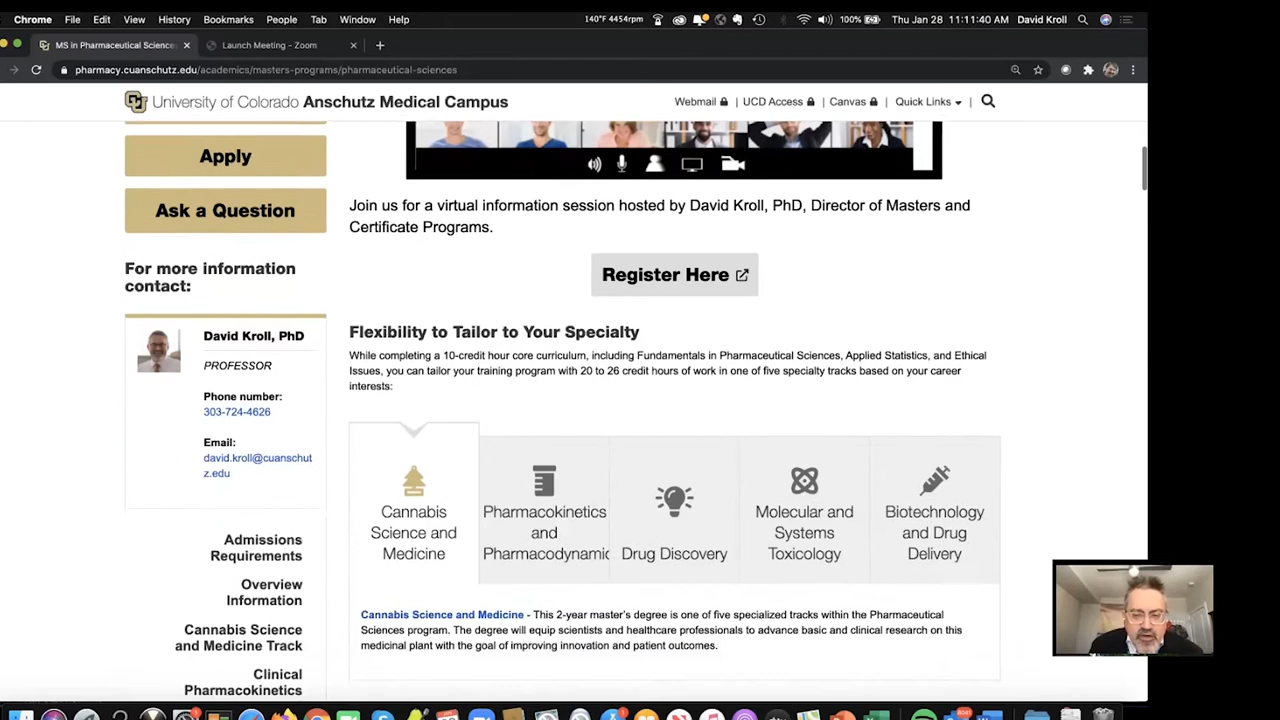 Chrome File Edit View History Bookmarks People Tab Window Help 140°F 4454rpm 100% Thu Jan 28 11:11:40 AM David Kroll
MS in Pharmaceutical Sciences Launch Meeting - Zoom
pharmacy.cuanschutz.edu/academics/masters-programs/pharmaceutical-sciences
University of Colorado Anschutz Medical Campus
Webmail | UCD Access | Canvas | Quick Links
Apply
Ask a Question
For more information
contact:
David Kroll, PhD
PROFESSOR
Phone number:
303-724-4626
Email:
david.kroll@cuanschut
z.edu
Admissions
Requirements
Overview
Information
Cannabis Science
and Medicine Track
Clinical
Pharmacokinetics
Join us for a virtual information session hosted by David Kroll, PhD, Director of Masters and
Certificate Programs.
Register Here
Flexibility to Tailor to Your Specialty
While completing a 10-credit hour core curriculum, including Fundamentals in Pharmaceutical Sciences, Applied Statistics, and Ethical
Issues, you can tailor your training program with 20 to 26 credit hours of work in one of five specialty tracks based on your career
interests:
Cannabis
Science and
Medicine
Pharmacokinetics
and
Pharmacodynamic
Drug Discovery
Molecular and
Systems
Toxicology
Biotechnology
and Drug
Delivery
Cannabis Science and Medicine - This 2-year master's degree is one of five specialized tracks within the Pharmaceutical
Sciences program. The degree will equip scientists and healthcare professionals to advance basic and clinical research on this
medicinal plant with the goal of improving innovation and patient outcomes.